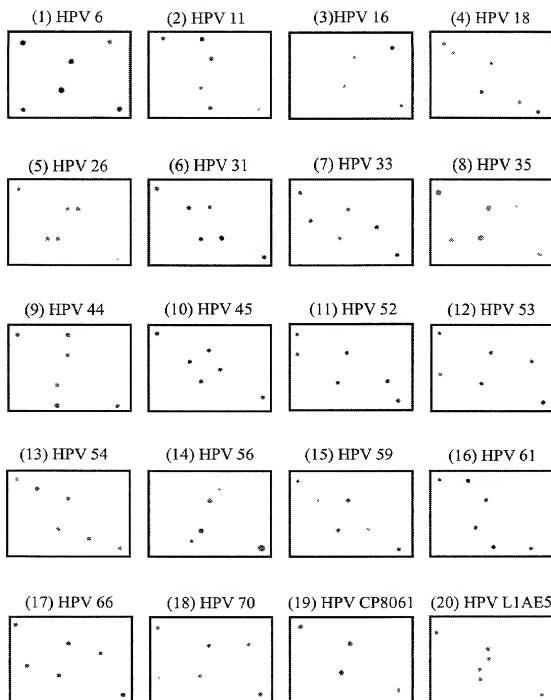 (1) HPV 6 (2) HPV 11 (3)HPV 16 (4) HPV 18
(5) HPV 26 (6) HPV 31 (7) HPV 33 (8) HPV 35
(9) HPV 44 (10) HPV 45 (11) HPV 52 (12) HPV 53
(13) HPV 54 (14) HPV 56 (15) HPV 59 (16) HPV 61
(17) HPV 66 (18) HPV 70 (19) HPV CP8061 (20) HPV L1AE5